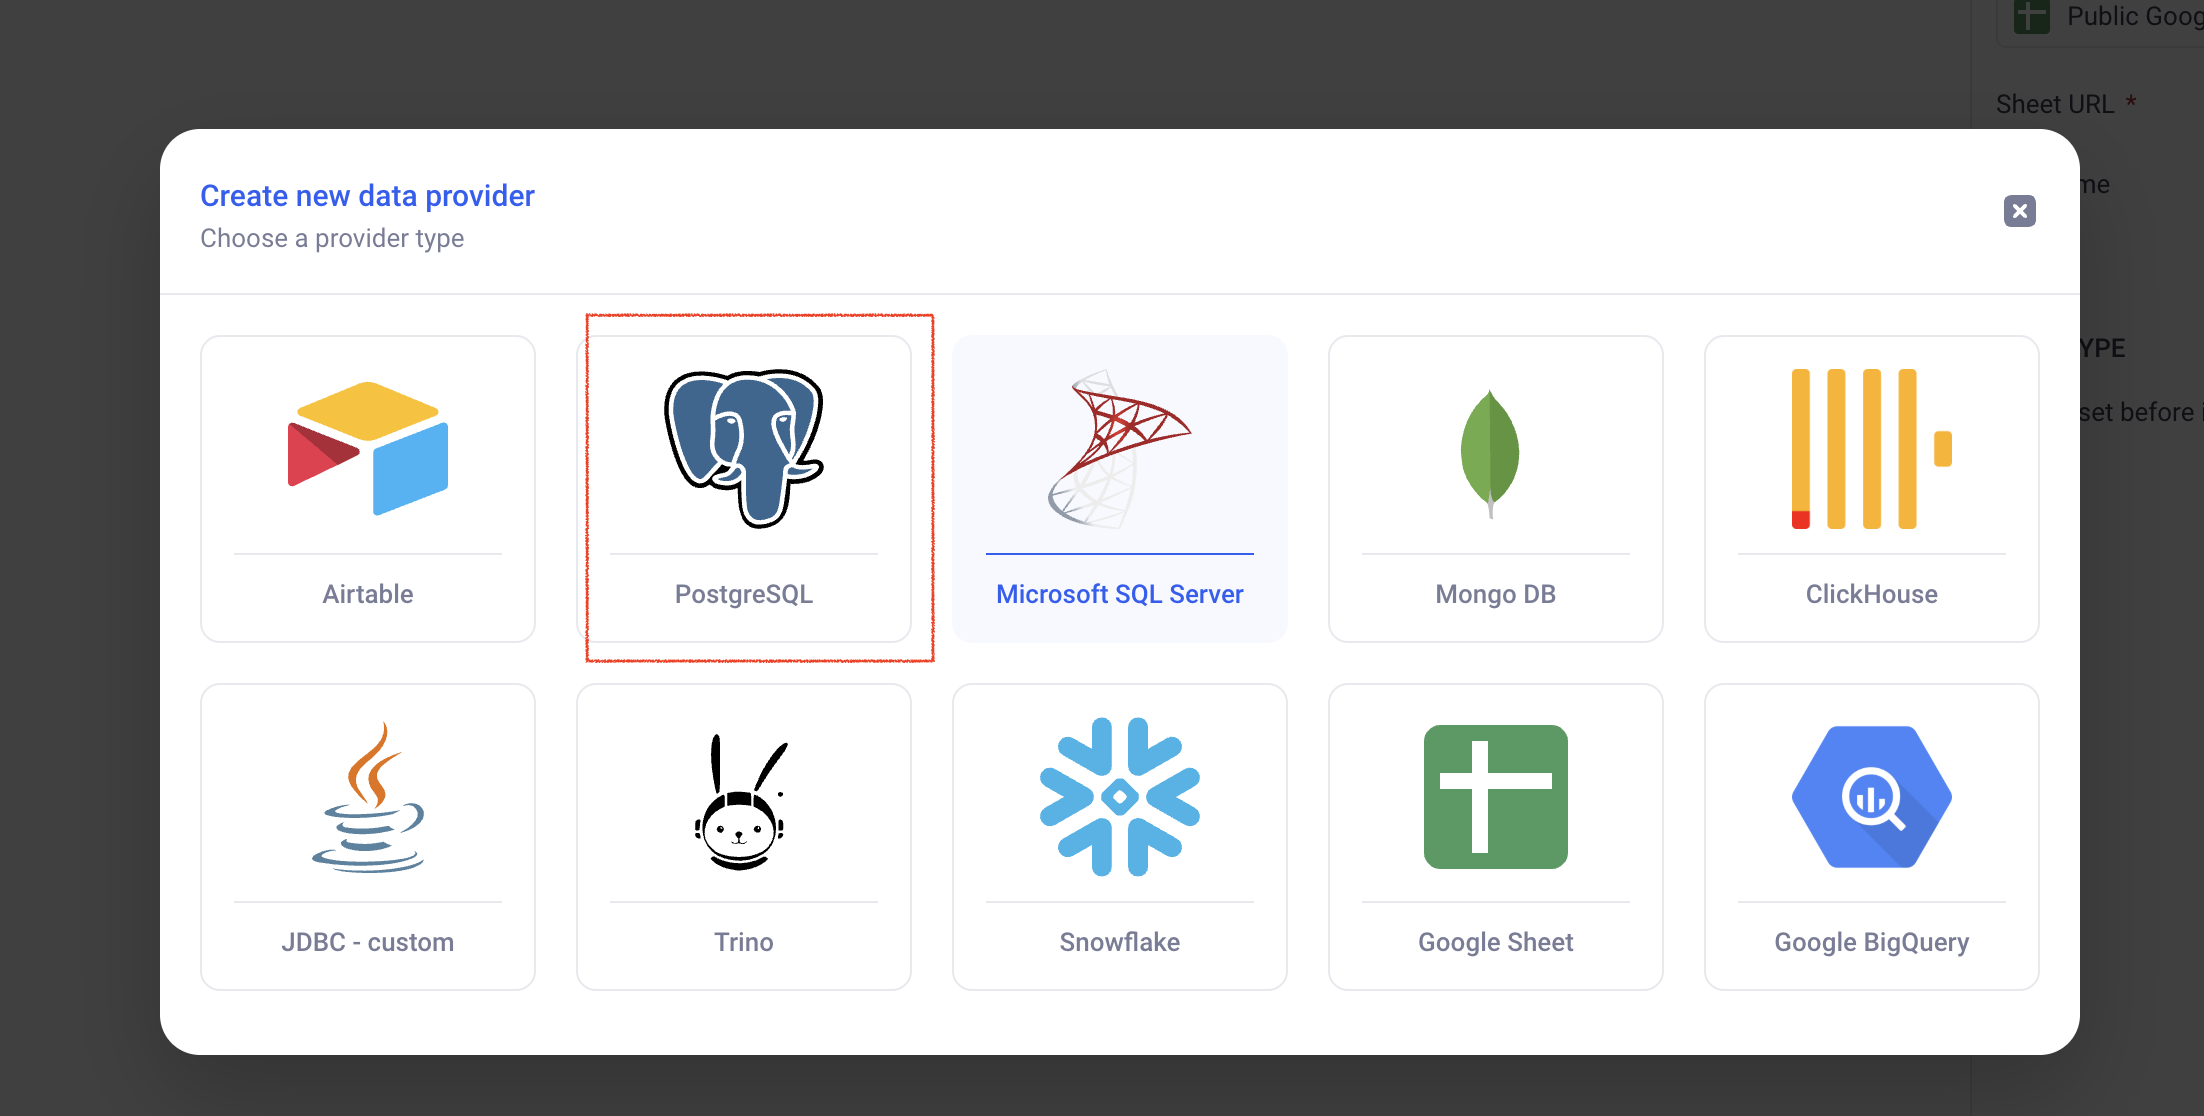 Public Goog
Sheet URL *
me
Create new data provider
Choose a provider type
YPE
set before i
Airtable
PostgreSQL
Microsoft SQL Server
Mongo DB
ClickHouse
JDBC - custom
Trino
Snowflake
Google Sheet
Google BigQuery